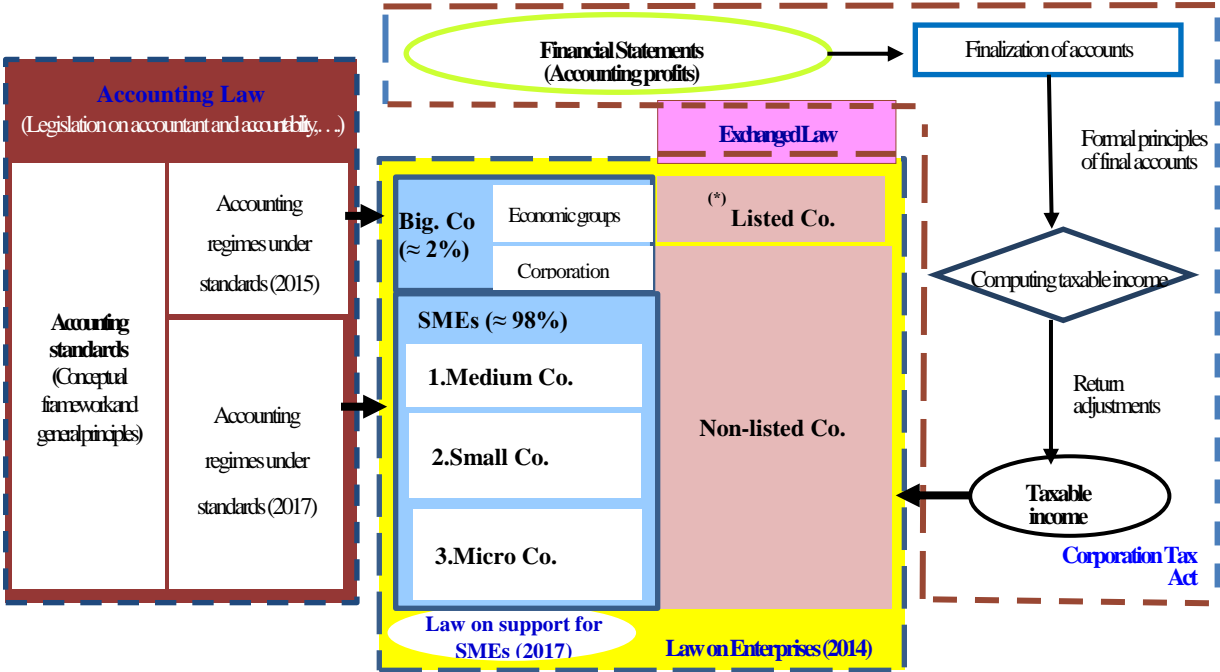 Financial Statements
(Accounting profits)
Finalization of accounts
Accounting Law
(Legislation on accountant and accountablity,…)
Exchanged Law
Formal principles
of final accounts
Accounting
regimes under
standards (2015)
Big. Co
(≈ 2%)
Economic groups
Corporation
(*) Listed Co.
Computing taxable income
Accounting
standards
(Conceptual
framework and
general principles)
SMEs (≈ 98%)
1.Medium Co.
2.Small Co.
3.Micro Co.
Accounting
regimes under
standards (2017)
Non-listed Co.
Return
adjustments
Taxable
income
Corporation Tax
Act
Law on support for
SMEs (2017)
Law on Enterprises (2014)